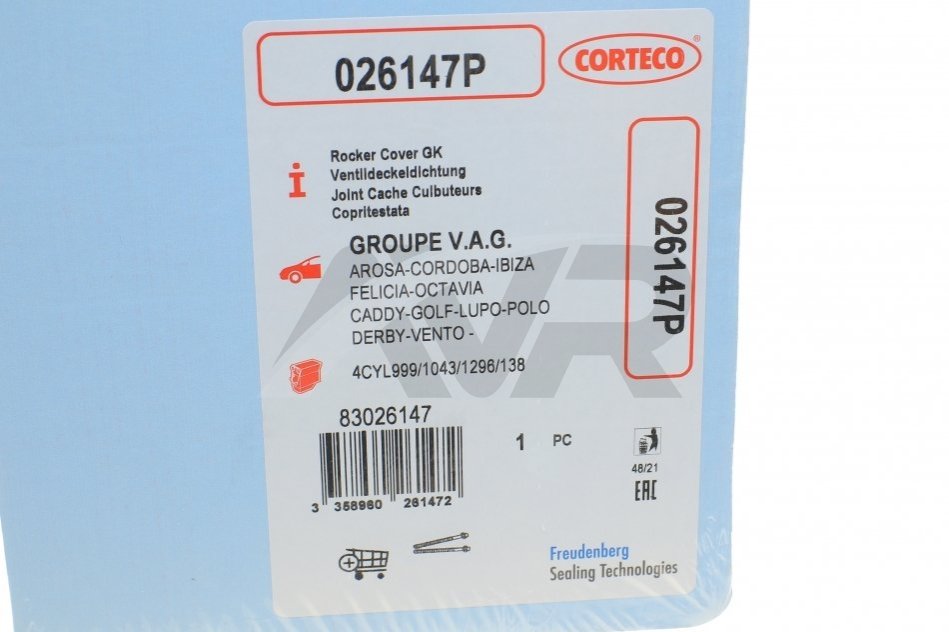 026147P
CORTECO®
Rocker Cover GK
Ventildeckeldichtung
Joint Cache Culbuteurs
Copritestata
026147P
GROUPE V.A.G.
AROSA-CORDOBA-IBIZA
FELICIA-OCTAVIA
CADDY-GOLF-LUPO-POLO
DERBY-VENTO -
4CYL999/1043/1296/138
AVR
83026147
1 PC
48/21
EAC
3 358960 261472
Freudenberg
Sealing Technologies